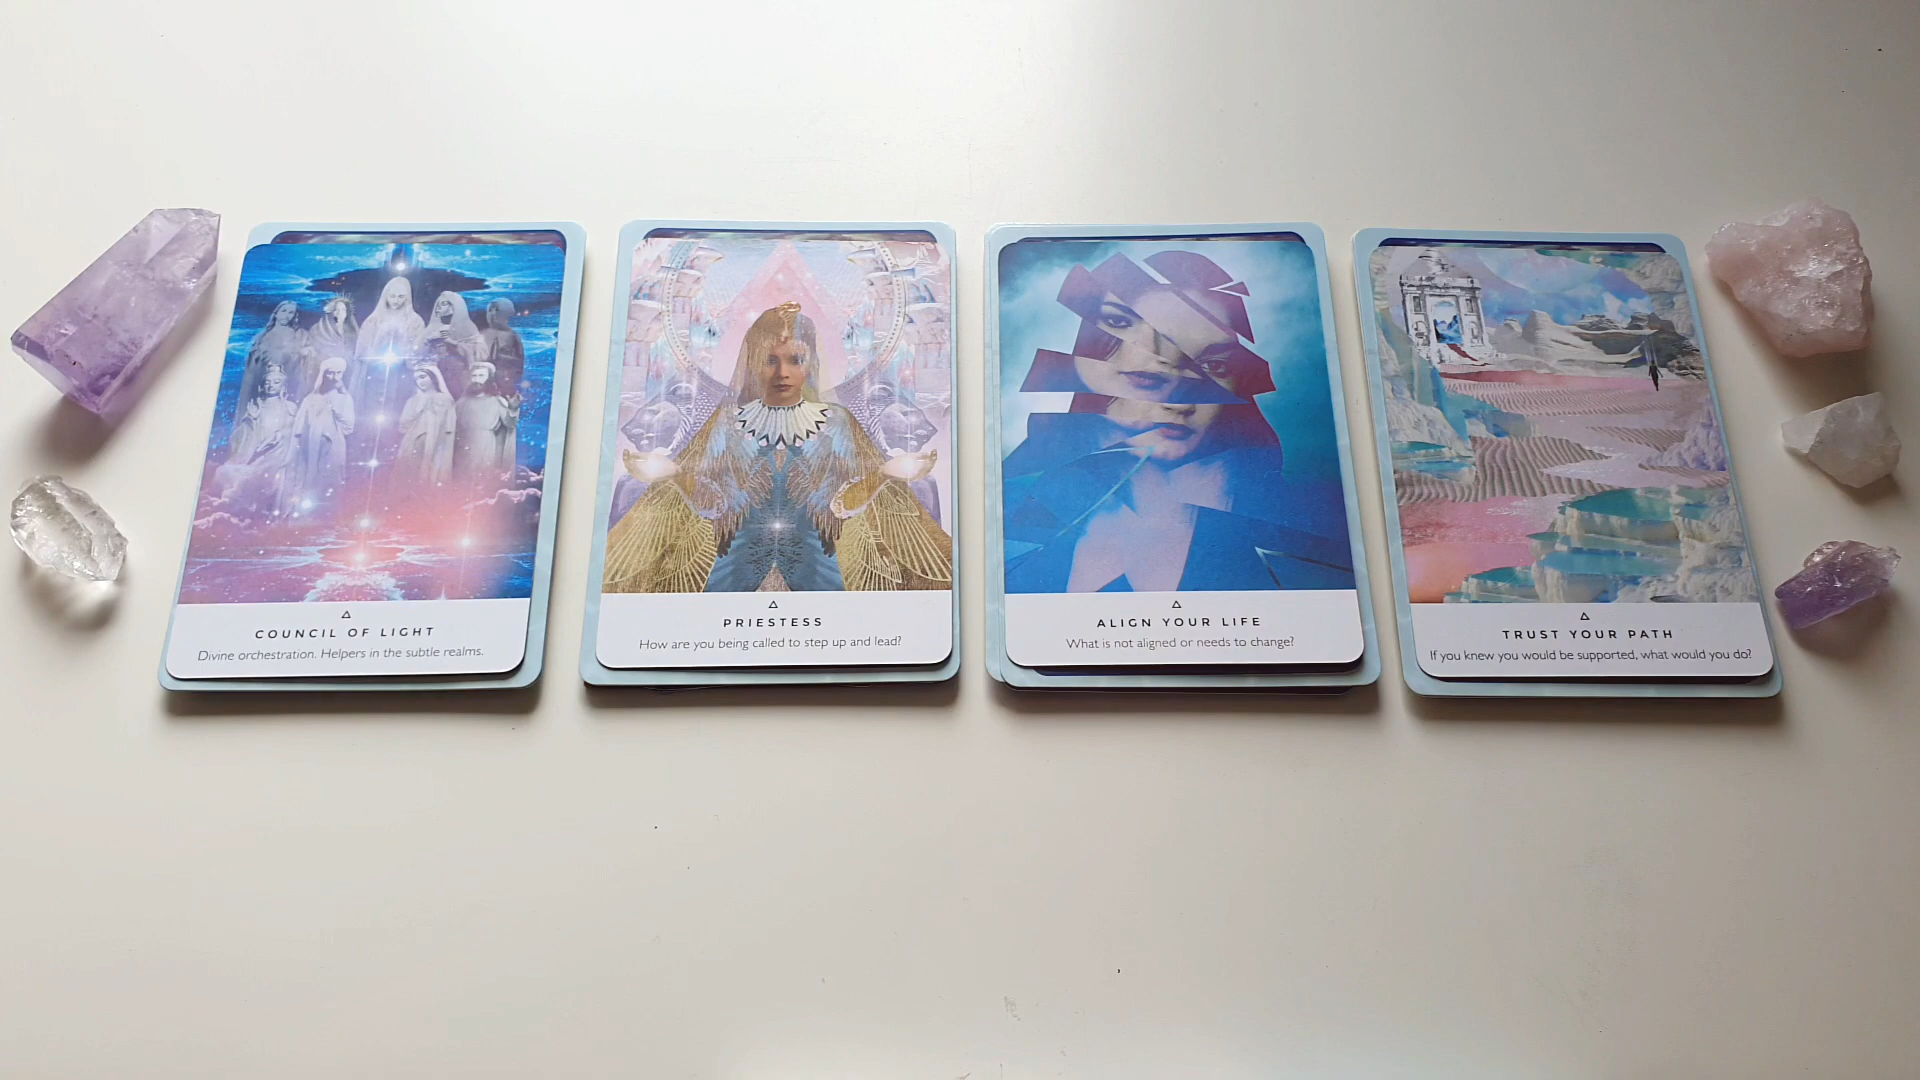 COUNCIL OF LIGHT
Divine orchestration. Helpers in the subtle realms.
PRIESTESS
How are you being called to step up and lead?
ALIGN YOUR LIFE
What is not aligned or needs to change?
TRUST YOUR PATH
If you knew you would be supported, what would you do?